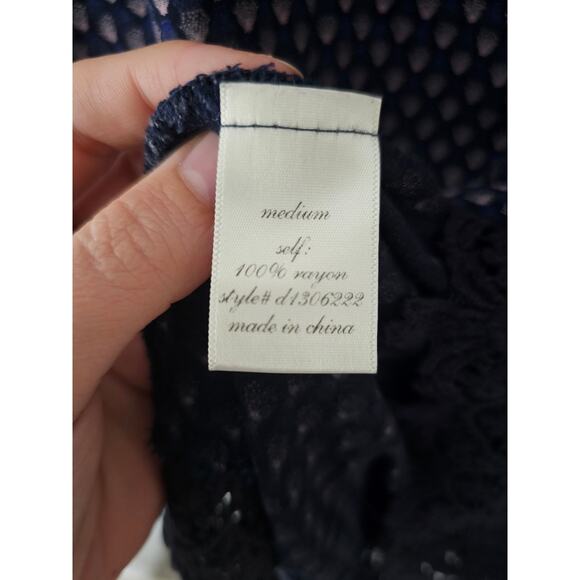 medium
self:
100% rayon
style# d1306222
made in china